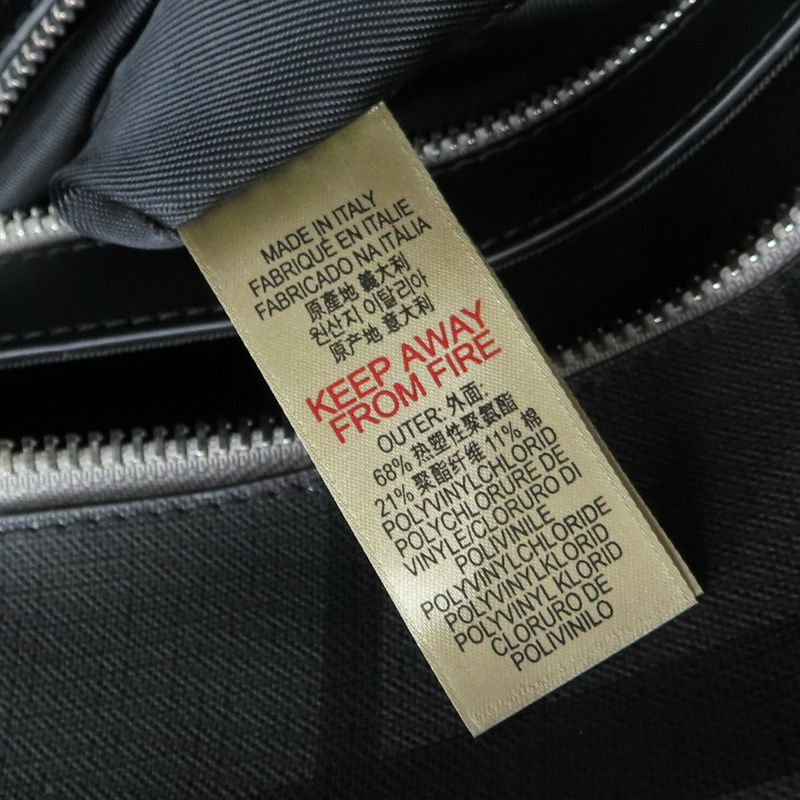 MADE IN ITALY
FABRIQUÉ EN ITALIE
FABRICADO NA ITÁLIA
原產地 義大利
원산지 이탈리아
原产地 意大利
KEEP AWAY
FROM FIRE
OUTER: 外面:
68% 热塑性聚氨酯
21% 聚酯纤维 11% 棉
POLYVINYLCHLORID
POLYCHLORURE DE
VINYLE/CLORURO DI
POLIVINILE
POLYVINYLCHLORIDE
POLYVINYLKLORID
POLYVINYL KLORID
CLORURO DE
POLIVINILO